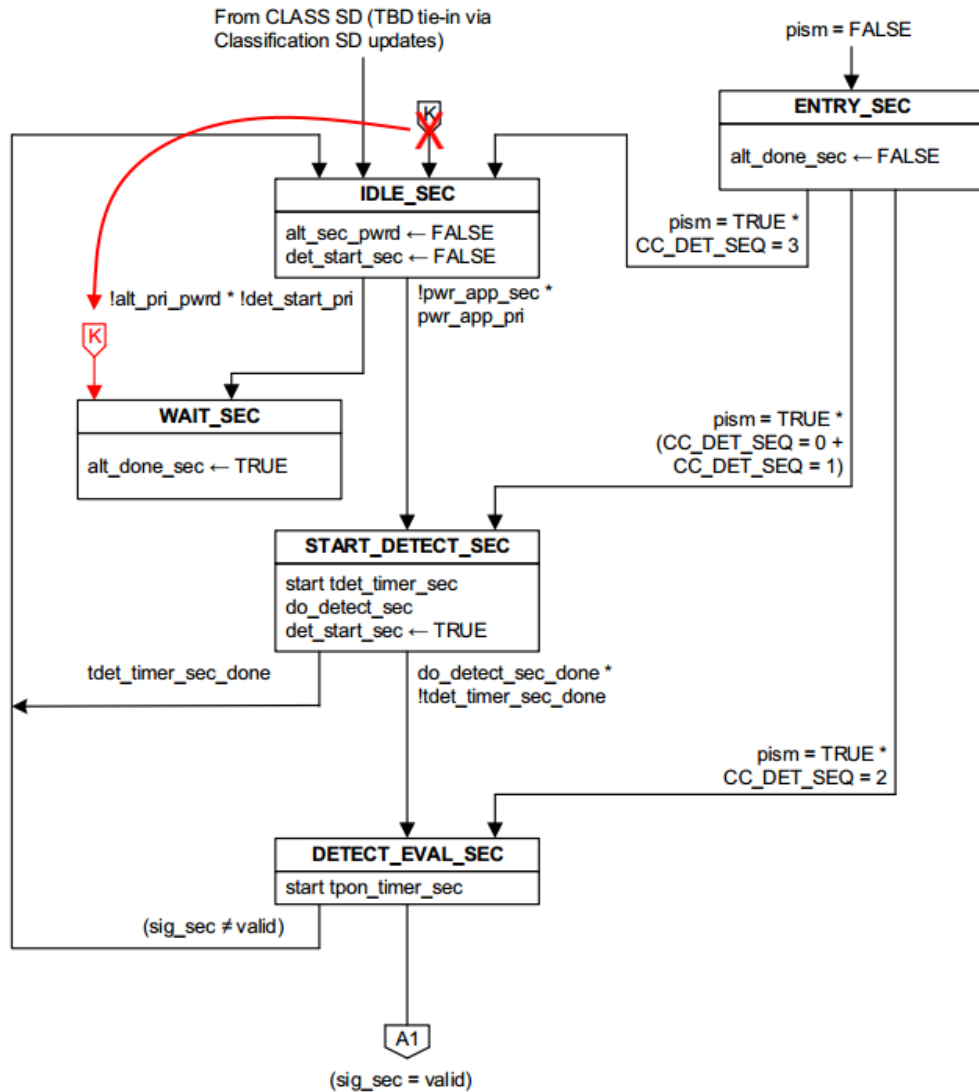 From CLASS SD (TBD tie-in via
Classification SD updates)
pism = FALSE
K
ENTRY_SEC
alt_done_sec ← FALSE
IDLE_SEC
alt_sec_pwrd ← FALSE
det_start_sec ← FALSE
pism = TRUE *
CC_DET_SEQ = 3
!alt_pri_pwrd * !det_start_pri
!pwr_app_sec *
pwr_app_pri
K
WAIT_SEC
alt_done_sec ← TRUE
pism = TRUE *
(CC_DET_SEQ = 0 +
CC_DET_SEQ = 1)
START_DETECT_SEC
start tdet_timer_sec
do_detect_sec
det_start_sec ← TRUE
tdet_timer_sec_done
do_detect_sec_done *
!tdet_timer_sec_done
pism = TRUE *
CC_DET_SEQ = 2
DETECT_EVAL_SEC
start tpon_timer_sec
(sig_sec ≠ valid)
A1
(sig_sec = valid)